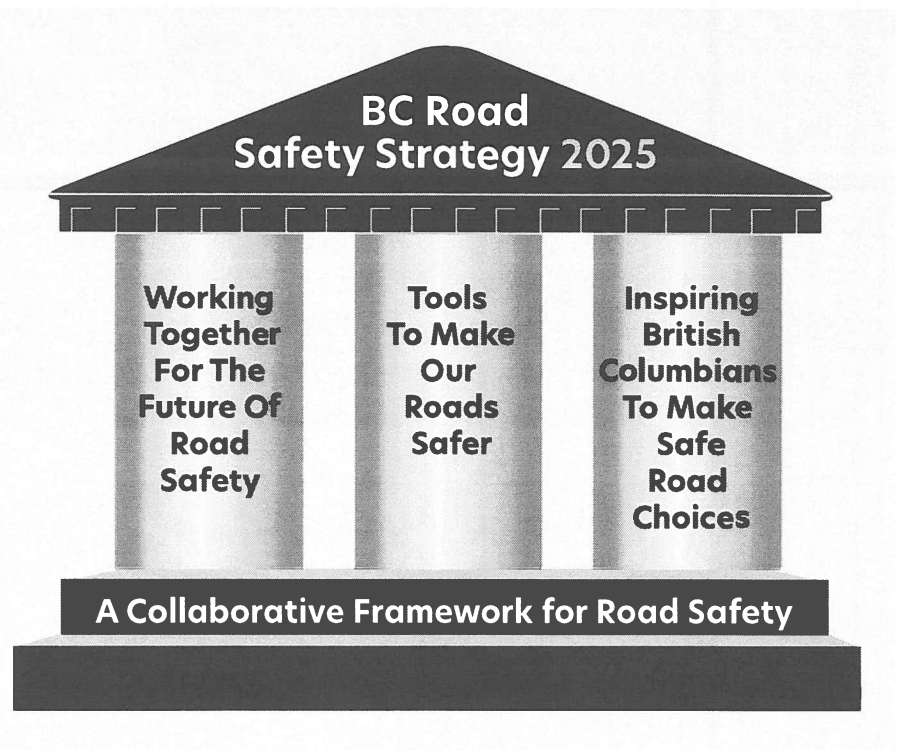 BC Road
Safety Strategy 2025
Working
Together
For The
Future Of
Road
Safety
Tools
To Make
Our
Roads
Safer
Inspiring
British
Columbians
To Make
Safe
Road
Choices
A Collaborative Framework for Road Safety